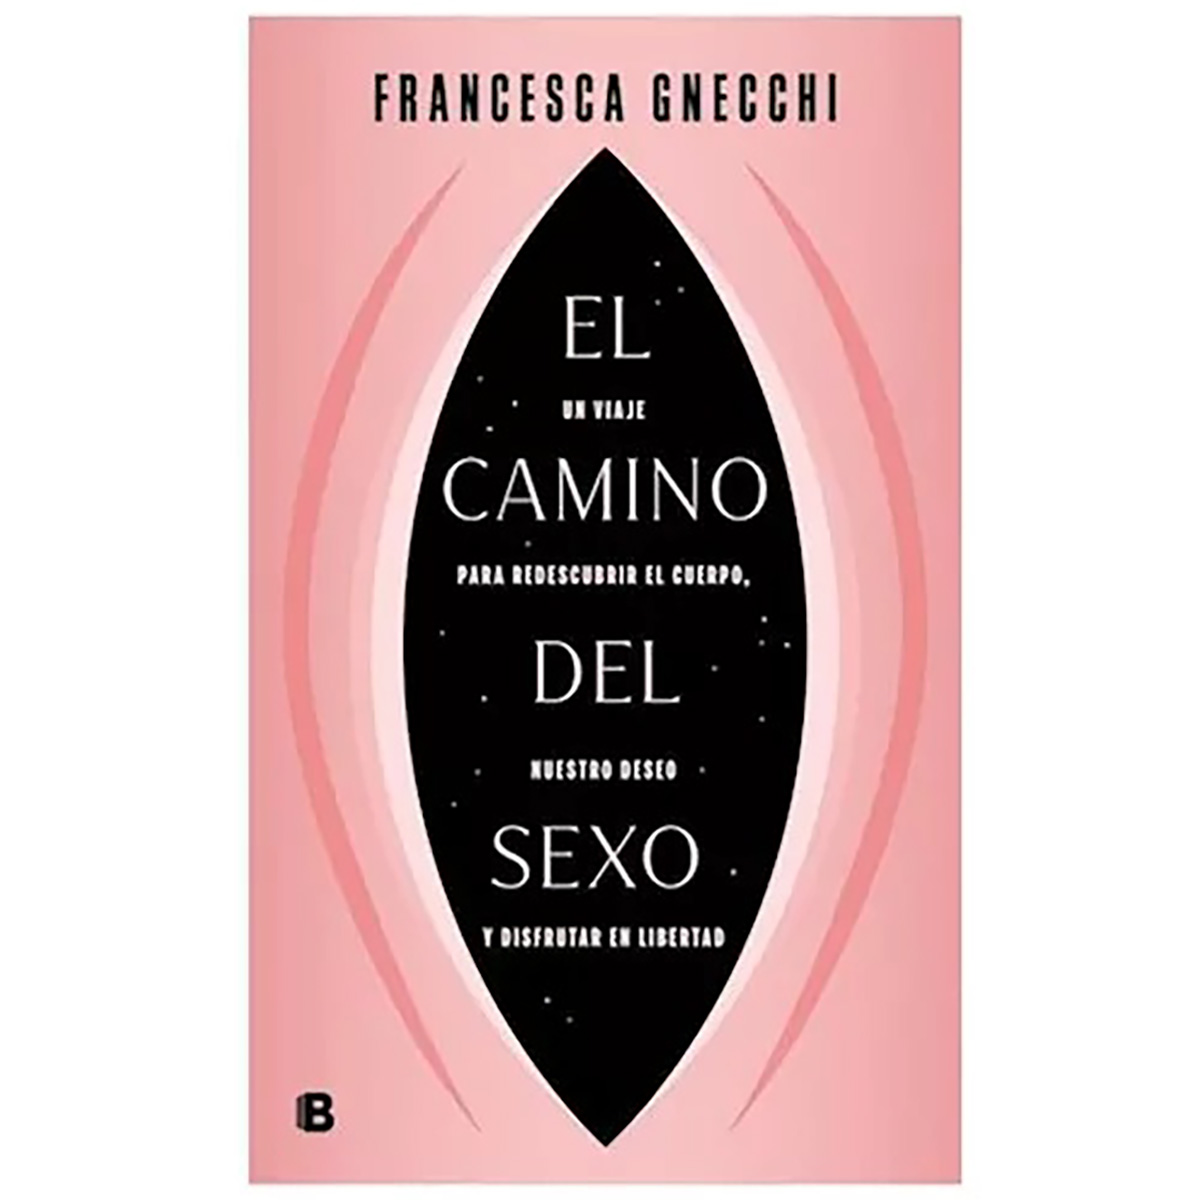 FRANCESCA GNECCHI
EL
UN VIAJE
CAMINO
PARA REDESCUBRIR EL CUERPO,
DEL
NUESTRO DESEO
SEXO
Y DISFRUTAR EN LIBERTAD
B